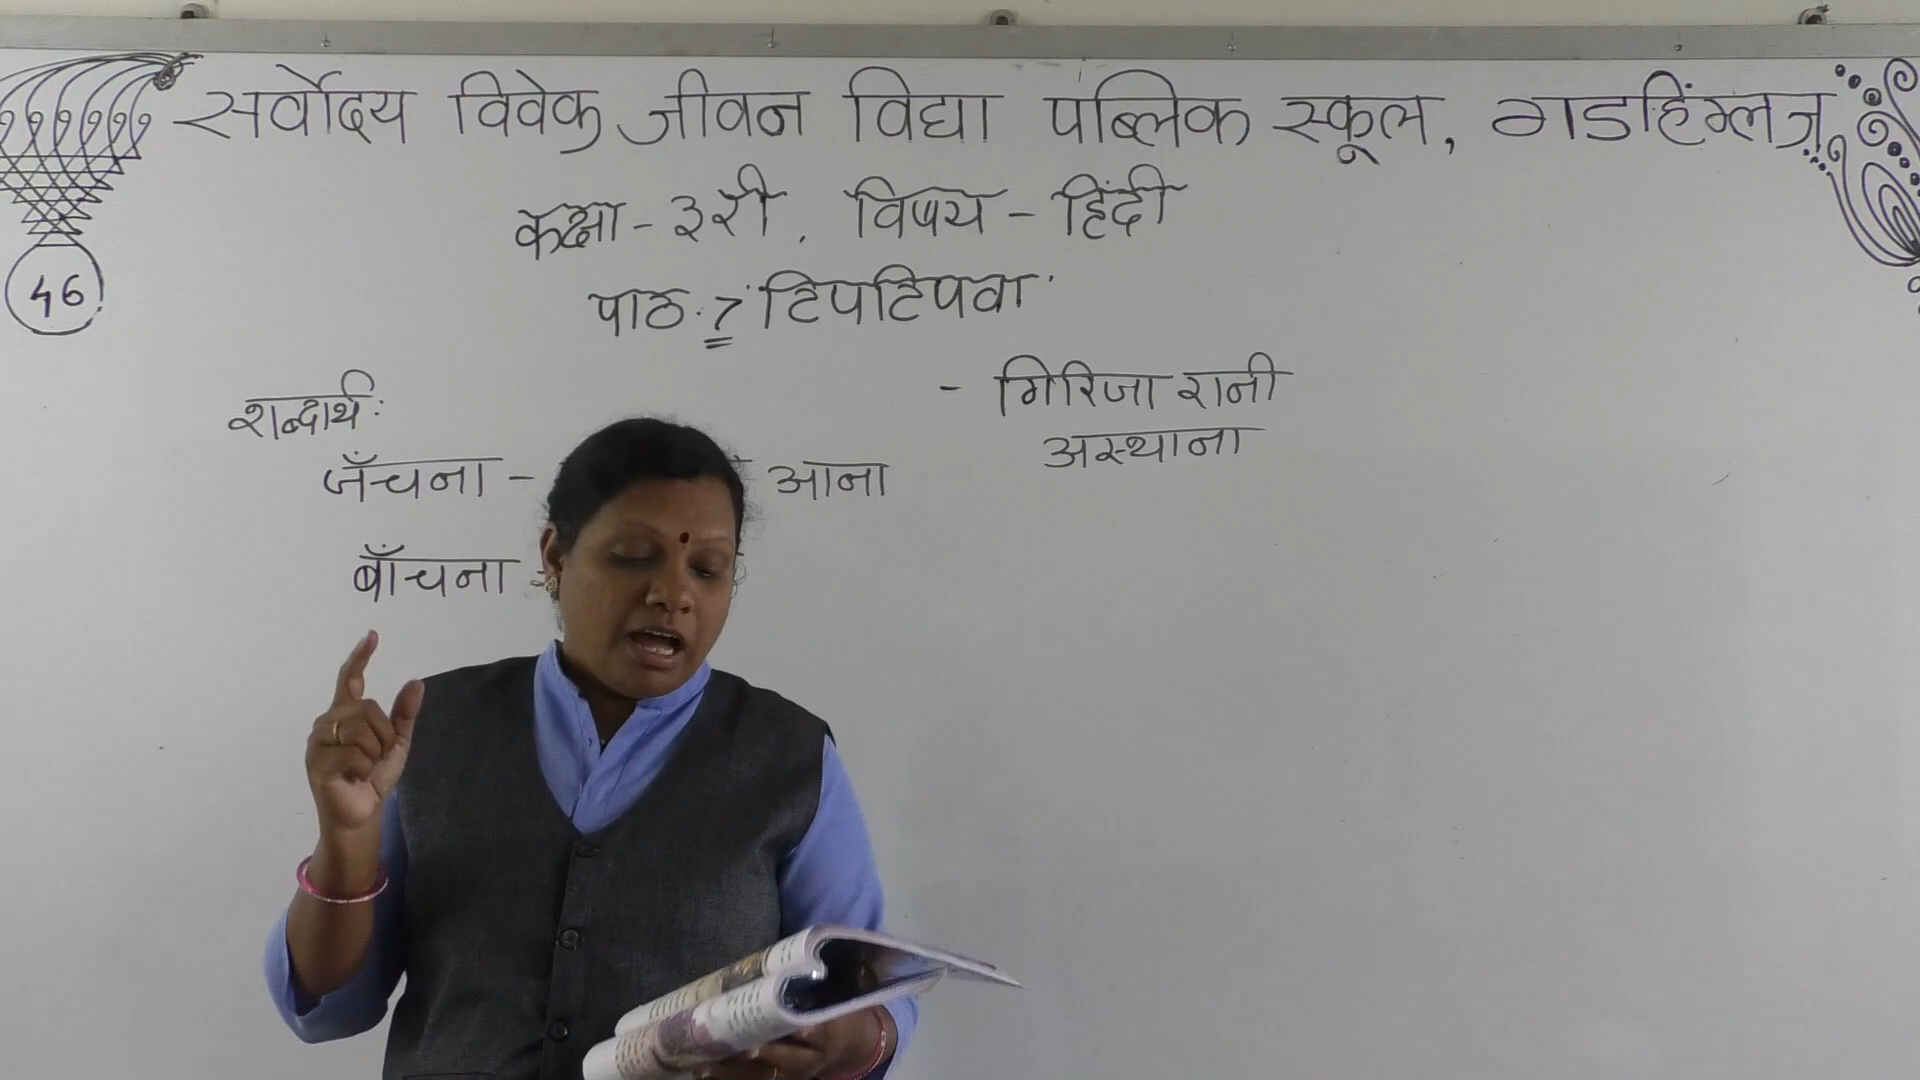 सर्वोदय विवेक जीवन विद्या पब्लिक स्कूल, गडहिंग्लज
कक्षा - ३री. विषय - हिंदी
46
पाठ. 7 टिपटिपवा
- गिरिजा रानी
अस्थाना
शब्दार्थ:
जँचना - आना
बाँचना -